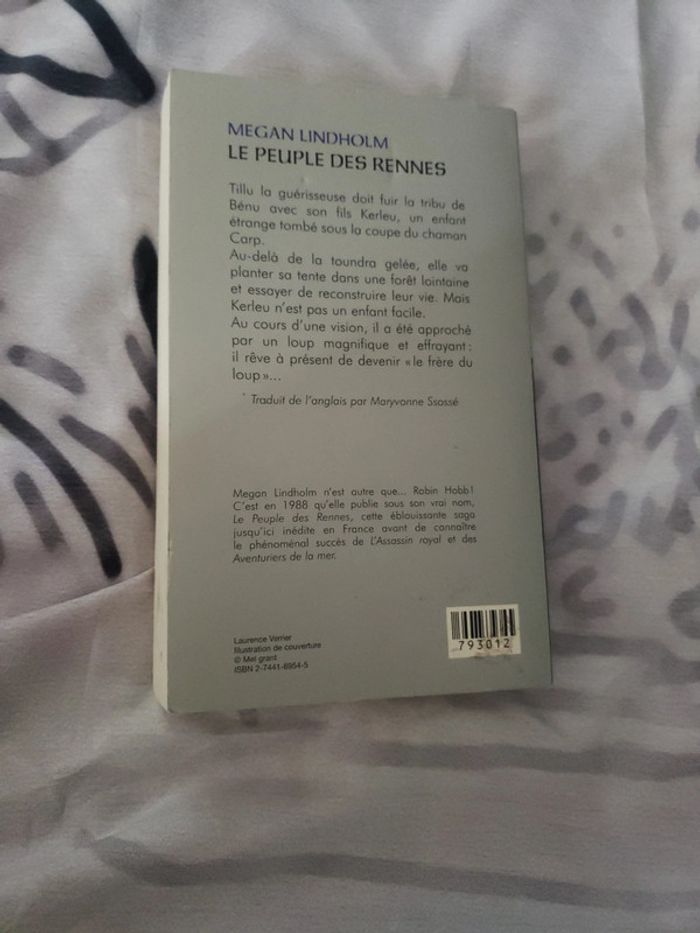 MEGAN LINDHOLM
LE PEUPLE DES RENNES
Tillu la guérisseuse doit fuir la tribu de
Bénu avec son fils Kerleu, un enfant
étrange tombé sous la coupe du chaman
Carp.
Au-delà de la toundra gelée, elle va
planter sa tente dans une forêt lointaine
et essayer de reconstruire leur vie. Mais
Kerleu n'est pas un enfant facile.
Au cours d'une vision, il a été approché
par un loup magnifique et effrayant :
il rêve à présent de devenir « le frère du
loup »...
Traduit de l'anglais par Maryvonne Ssossé
Megan Lindholm n'est autre que... Robin Hobb !
C'est en 1988 qu'elle publie sous son vrai nom,
Le Peuple des Rennes, cette éblouissante saga
jusqu'ici inédite en France avant de connaître
le phénoménal succès de L'Assassin royal et des
Aventuriers de la mer.
Laurence Verrier
Illustration de couverture
© Mel grant
ISBN 2-7441-6954-5
793012